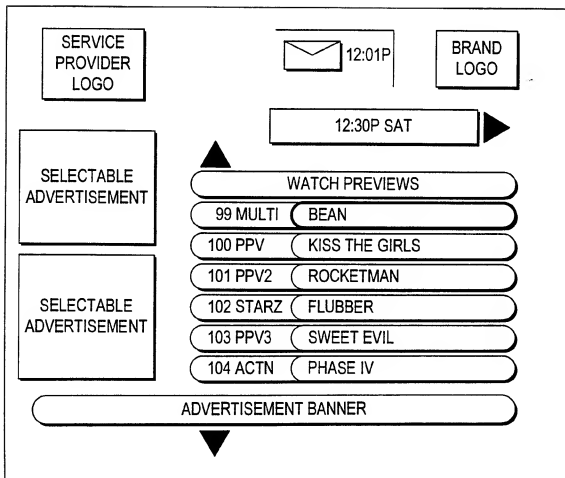 SERVICE
PROVIDER
LOGO
12:01P
BRAND
LOGO
12:30P SAT
SELECTABLE
ADVERTISEMENT
WATCH PREVIEWS
99 MULTI BEAN
100 PPV KISS THE GIRLS
101 PPV2 ROCKETMAN
102 STARZ FLUBBER
103 PPV3 SWEET EVIL
104 ACTN PHASE IV
SELECTABLE
ADVERTISEMENT
ADVERTISEMENT BANNER